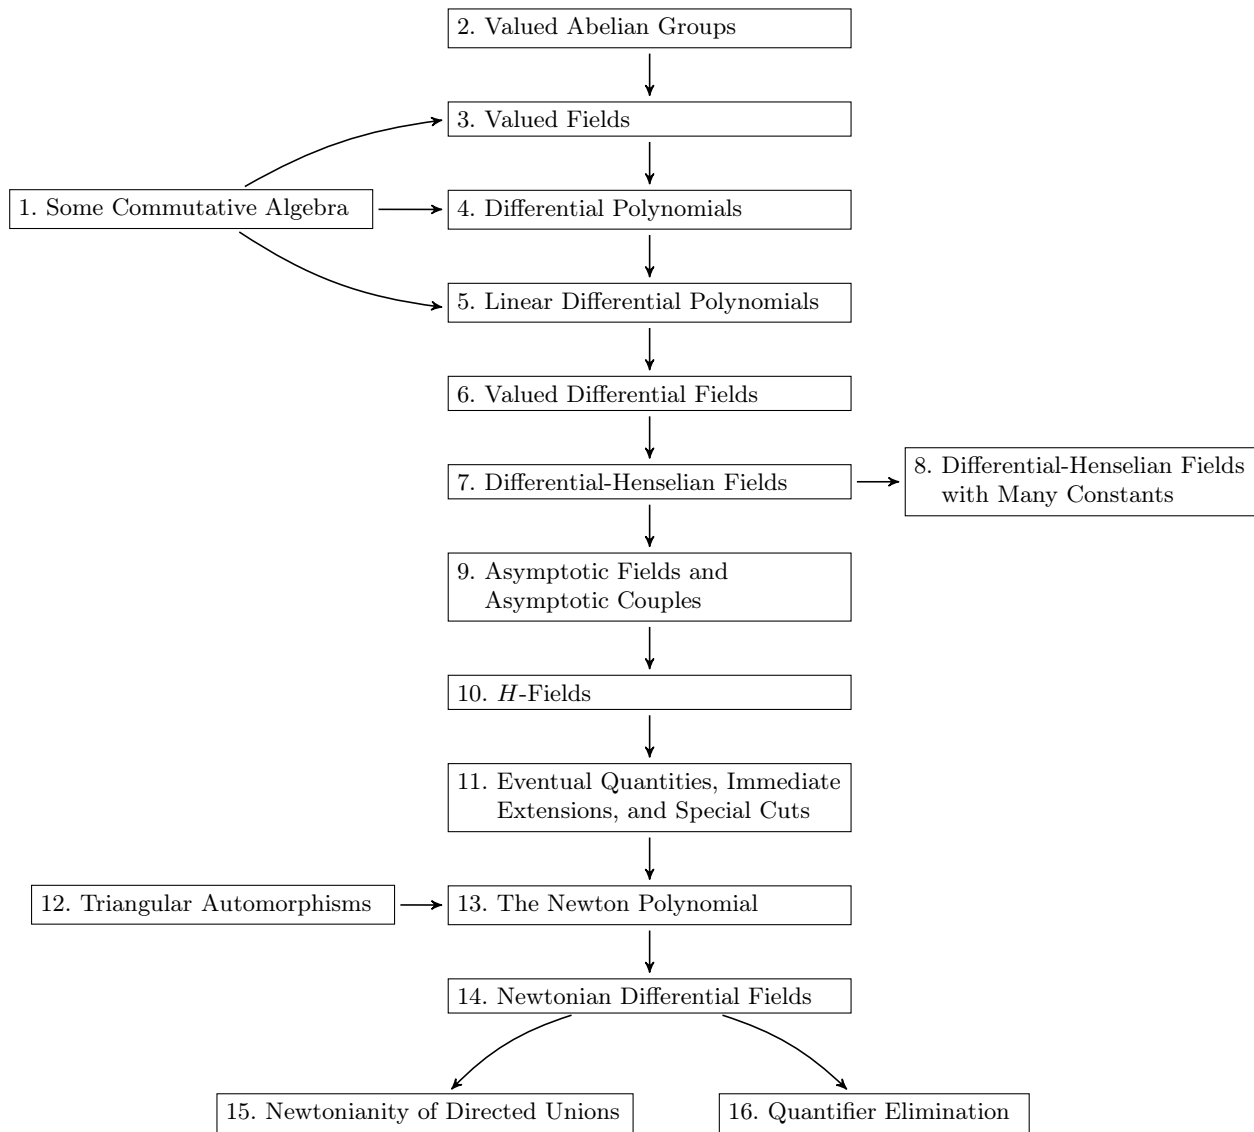 2. Valued Abelian Groups
3. Valued Fields
1. Some Commutative Algebra
4. Differential Polynomials
5. Linear Differential Polynomials
6. Valued Differential Fields
7. Differential-Henselian Fields
8. Differential-Henselian Fields
with Many Constants
9. Asymptotic Fields and
Asymptotic Couples
10. H-Fields
11. Eventual Quantities, Immediate
Extensions, and Special Cuts
12. Triangular Automorphisms
13. The Newton Polynomial
14. Newtonian Differential Fields
15. Newtonianity of Directed Unions
16. Quantifier Elimination